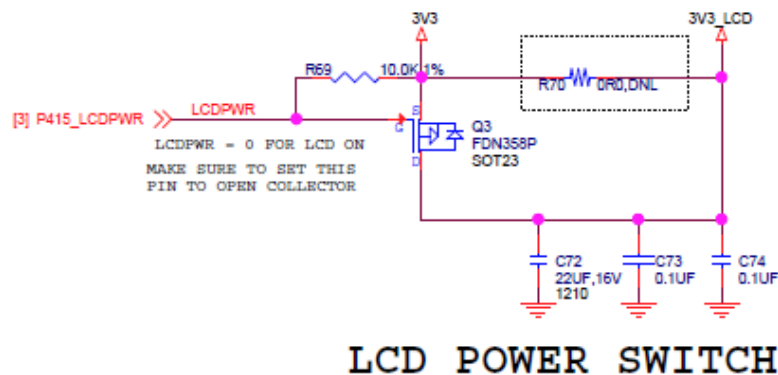 3V3
3V3_LCD
R69
10.0K,1%
R70
0R0,DNL
[3] P415_LCDPWR
LCDPWR
S
G
D
Q3
FDN358P
SOT23
LCDPWR = 0 FOR LCD ON
MAKE SURE TO SET THIS
PIN TO OPEN COLLECTOR
C72
22UF,16V
1210
C73
0.1UF
C74
0.1UF
LCD POWER SWITCH